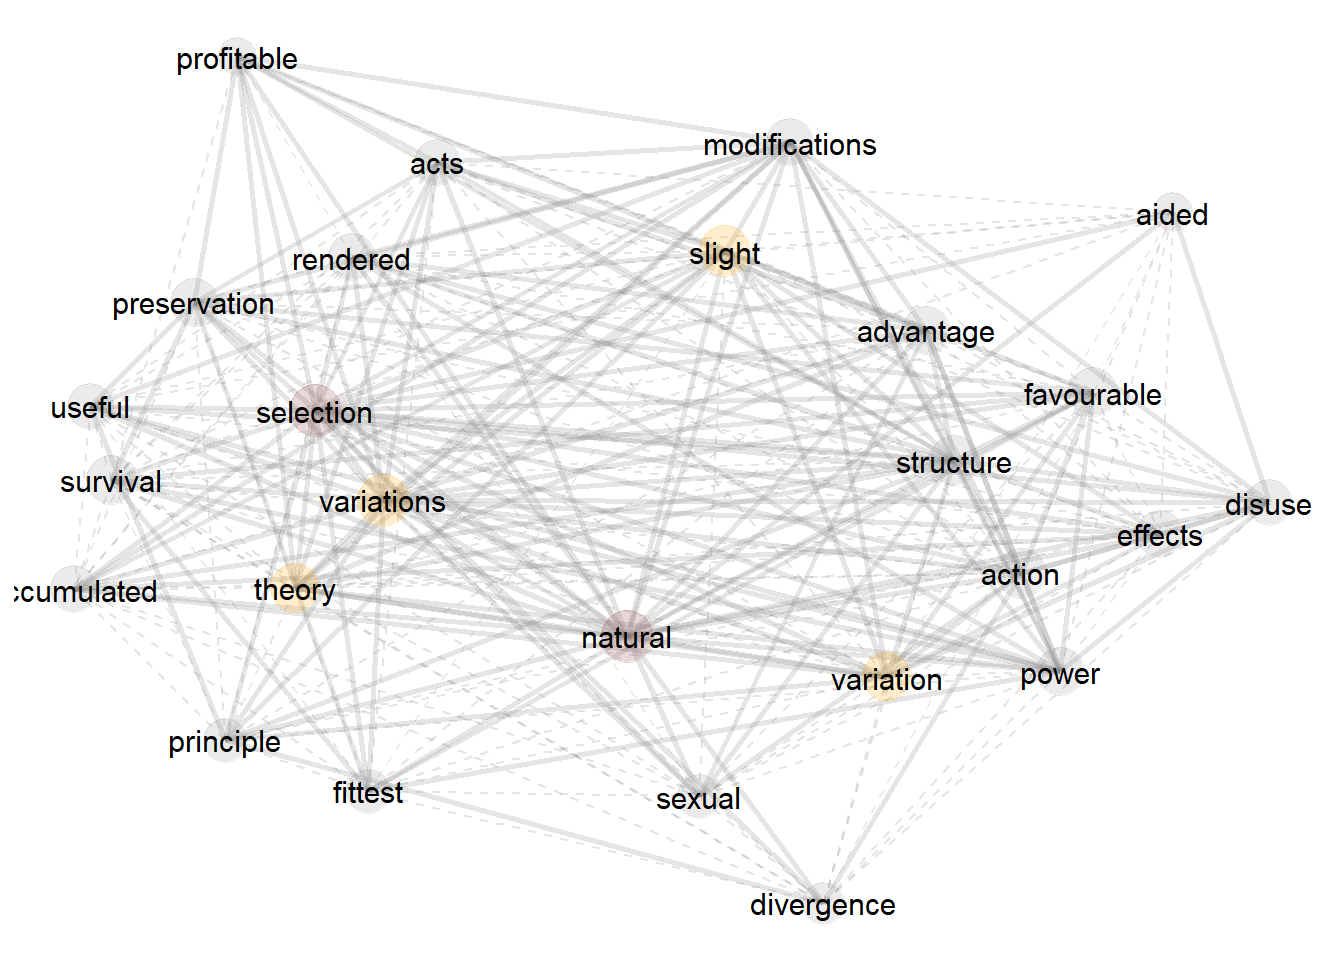 profitable
modifications
acts
aided
slight
rendered
preservation
advantage
favourable
useful
selection
structure
survival
variations
disuse
effects
action
theory
ccumulated
natural
power
variation
principle
fittest
sexual
divergence